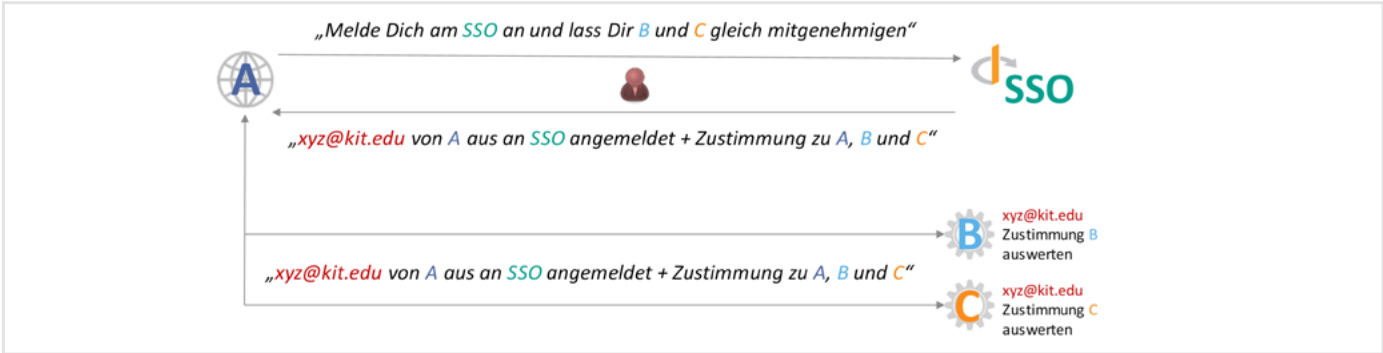 „Melde Dich am SSO an und lass Dir B und C gleich mitgenehmigen“
A
SSO
„xyz@kit.edu von A aus an SSO angemeldet + Zustimmung zu A, B und C“
B
xyz@kit.edu
Zustimmung B
auswerten
„xyz@kit.edu von A aus an SSO angemeldet + Zustimmung zu A, B und C“
C
xyz@kit.edu
Zustimmung C
auswerten